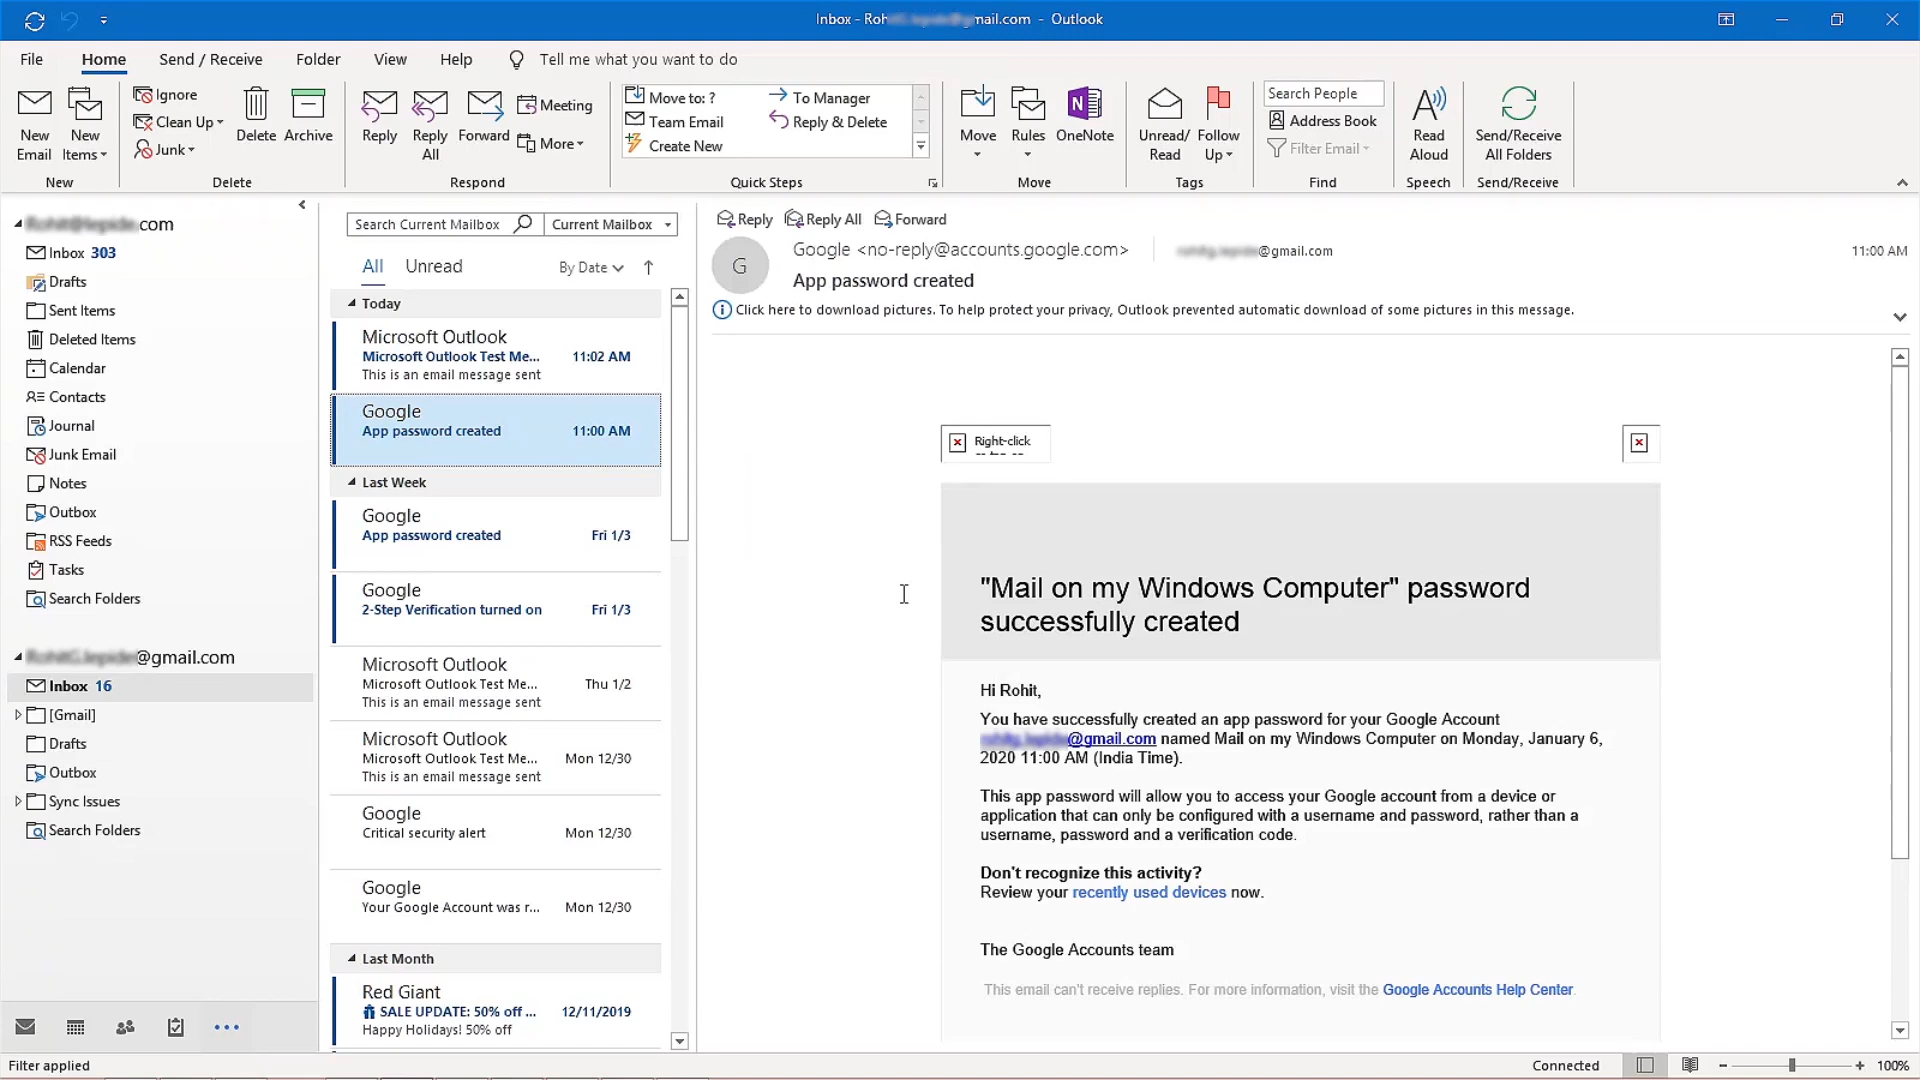 Inbox - Roh mail.com - Outlook
File Home Send / Receive Folder View Help Tell me what you want to do
New Email
New Items
Ignore
Clean Up
Junk
Delete
Archive
Reply
Reply All
Forward
Meeting
More
Move to: ?
Team Email
Create New
To Manager
Reply & Delete
Move
Rules
OneNote
Unread/ Read
Follow Up
Search People
Address Book
Filter Email
Read Aloud
Send/Receive All Folders
New Delete Respond Quick Steps Move Tags Find Speech Send/Receive
.com
Inbox 303
Drafts
Sent Items
Deleted Items
Calendar
Contacts
Journal
Junk Email
Notes
Outbox
RSS Feeds
Tasks
Search Folders
@gmail.com
Inbox 16
[Gmail]
Drafts
Outbox
Sync Issues
Search Folders
Search Current Mailbox Current Mailbox
All Unread By Date
Today
Microsoft Outlook
Microsoft Outlook Test Me... 11:02 AM
This is an email message sent
Google
App password created 11:00 AM
Last Week
Google
App password created Fri 1/3
Google
2-Step Verification turned on Fri 1/3
Microsoft Outlook
Microsoft Outlook Test Me... Thu 1/2
This is an email message sent
Microsoft Outlook
Microsoft Outlook Test Me... Mon 12/30
This is an email message sent
Google
Critical security alert Mon 12/30
Google
Your Google Account was r... Mon 12/30
Last Month
Red Giant
SALE UPDATE: 50% off ... 12/11/2019
Happy Holidays! 50% off
Reply Reply All Forward
G
Google <no-reply@accounts.google.com> @gmail.com 11:00 AM
App password created
Click here to download pictures. To help protect your privacy, Outlook prevented automatic download of some pictures in this message.
Right-click
"Mail on my Windows Computer" password
successfully created
Hi Rohit,
You have successfully created an app password for your Google Account
@gmail.com named Mail on my Windows Computer on Monday, January 6,
2020 11:00 AM (India Time).
This app password will allow you to access your Google account from a device or
application that can only be configured with a username and password, rather than a
username, password and a verification code.
Don't recognize this activity?
Review your recently used devices now.
The Google Accounts team
This email can't receive replies. For more information, visit the Google Accounts Help Center.
Filter applied Connected 100%